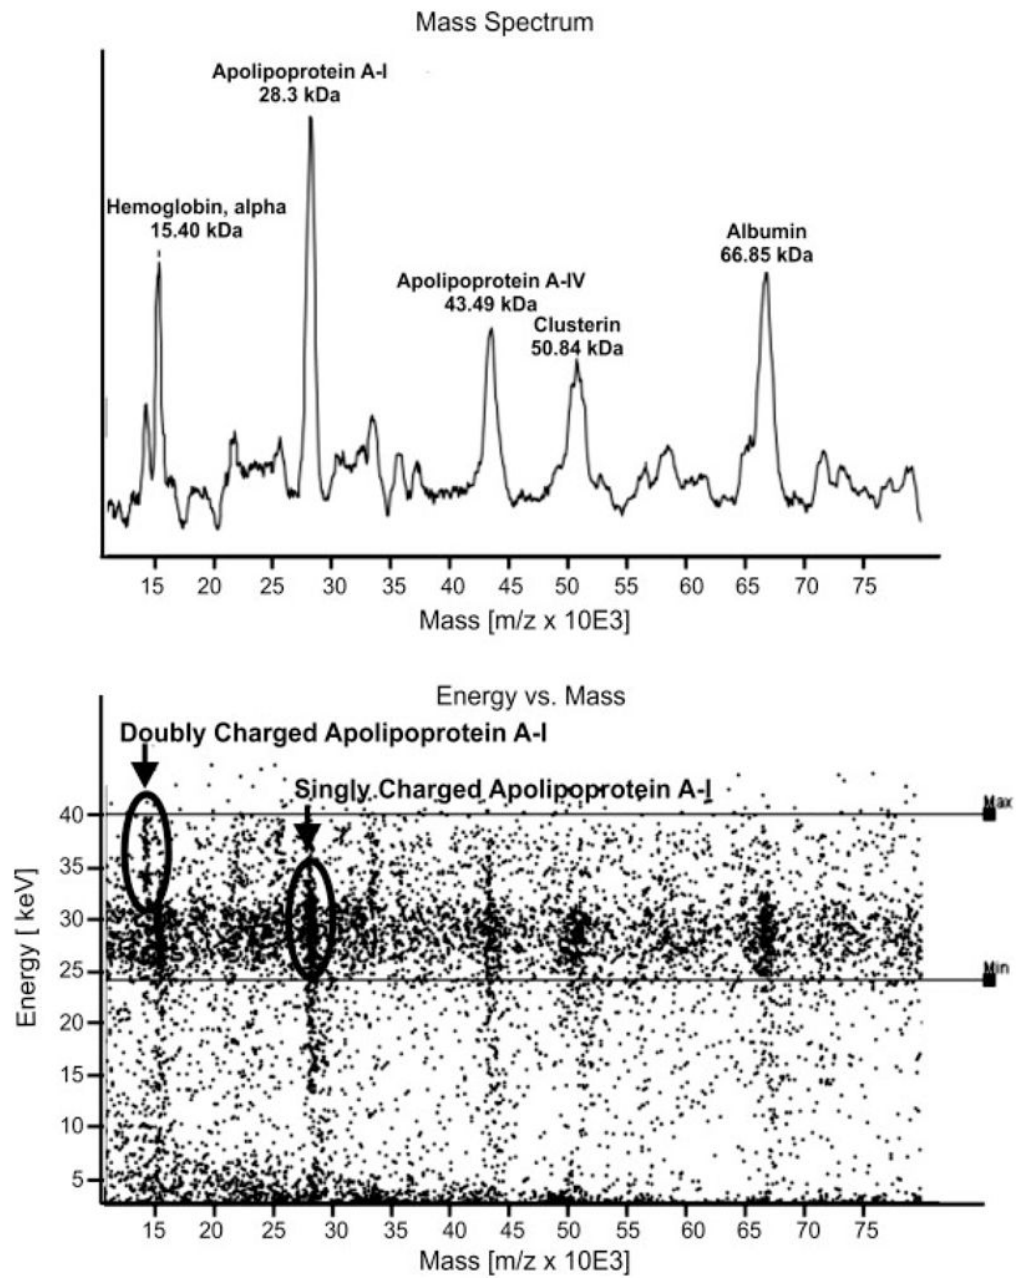 Mass Spectrum
Apolipoprotein A-I
28.3 kDa
Hemoglobin, alpha
15.40 kDa
Albumin
66.85 kDa
Apolipoprotein A-IV
43.49 kDa
Clusterin
50.84 kDa
15 20 25 30 35 40 45 50 55 60 65 70 75
Mass [m/z x 10E3]
Energy vs. Mass
Doubly Charged Apolipoprotein A-I
Singly Charged Apolipoprotein A-I
Max
40
35
30
25
Min
20
15
10
5
Energy [ keV]
15 20 25 30 35 40 45 50 55 60 65 70 75
Mass [m/z x 10E3]